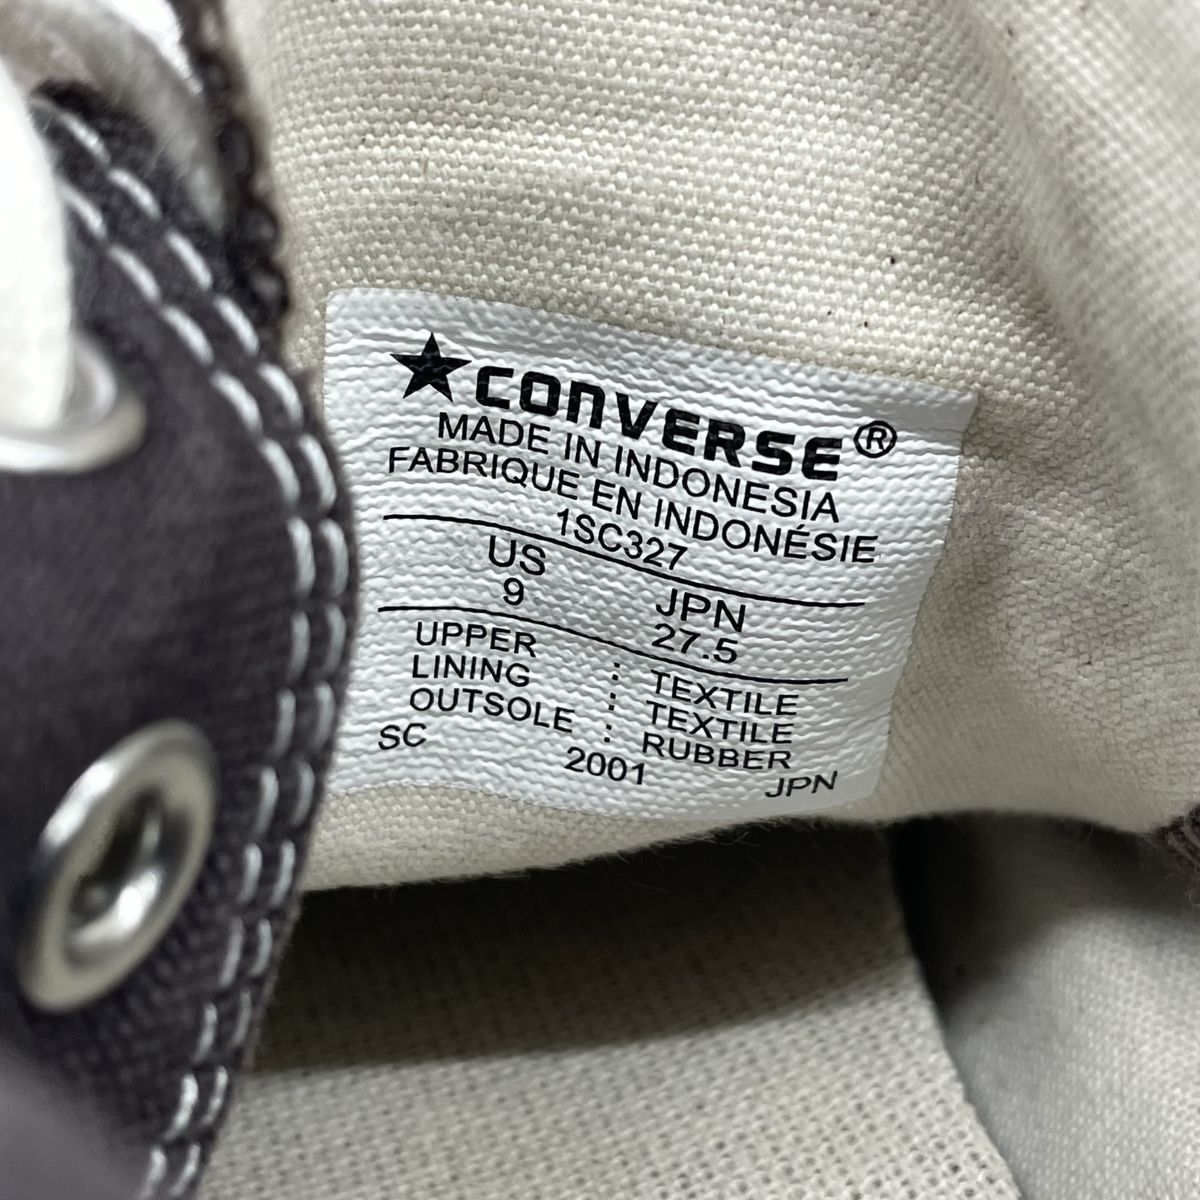 ★CONVERSE®
MADE IN INDONESIA
FABRIQUE EN INDONÉSIE
1SC327
US JPN
9 27.5
UPPER : TEXTILE
LINING : TEXTILE
OUTSOLE : RUBBER
SC 2001 JPN